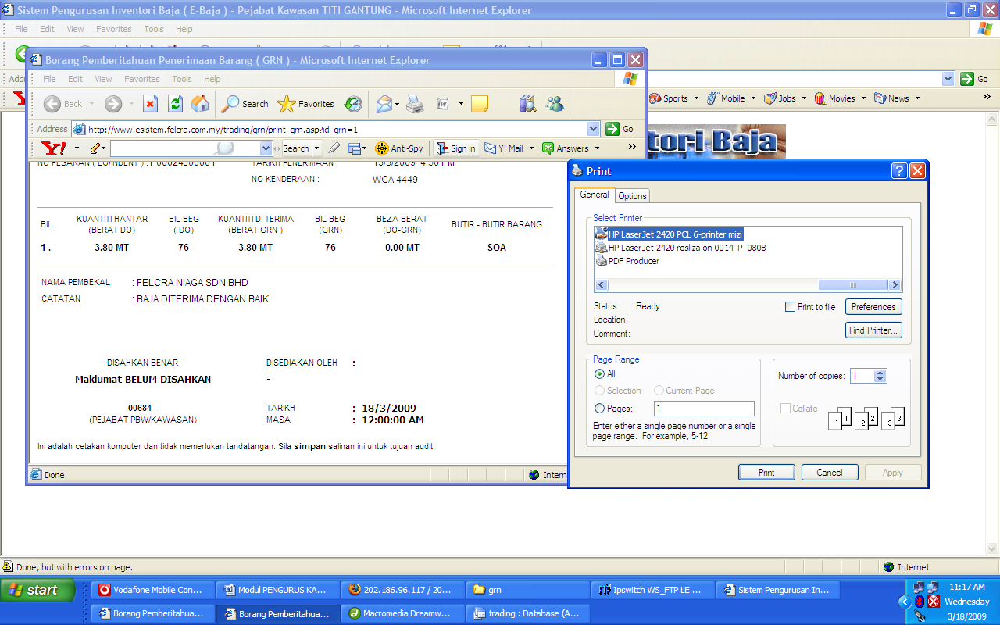 Sistem Pengurusan Inventori Baja ( E-Baja ) - Pejabat Kawasan TITI GANTUNG - Microsoft Internet Explorer
File Edit View Favorites Tools Help
Go
Sports Mobile Jobs Movies News »
tori Baja
Borang Pemberitahuan Penerimaan Barang ( GRN ) - Microsoft Internet Explorer
File Edit View Favorites Tools Help
Back Search Favorites
Address http://www.esistem.felcra.com.my/trading/grn/print_grn.asp?id_grn=1 Go
Y! Search Anti-Spy Sign in Y! Mail Answers »
NO KENDERAAN : WGA 4449
BIL KUANTITI HANTAR BIL BEG KUANTITI DI TERIMA BIL BEG BEZA BERAT BUTIR - BUTIR BARANG
(BERAT DO) ( DO) (BERAT GRN ) (GRN) (DO-GRN)
1 . 3.80 MT 76 3.80 MT 76 0.00 MT SOA
NAMA PEMBEKAL : FELCRA NIAGA SDN BHD
CATATAN : BAJA DITERIMA DENGAN BAIK
DISAHKAN BENAR DISEDIAKAN OLEH :
Maklumat BELUM DISAHKAN -
00684 - TARIKH : 18/3/2009
(PEJABAT PBW/KAWASAN) MASA : 12:00:00 AM
Ini adalah cetakan komputer dan tidak memerlukan tandatangan. Sila simpan salinan ini untuk tujuan audit.
Done Intern
Print
General Options
Select Printer
HP LaserJet 2420 PCL 6-printer mizi
HP LaserJet 2420 rosliza on 0014_P_0808
PDF Producer
Status: Ready Print to file Preferences
Location:
Comment: Find Printer...
Page Range
All
Selection Current Page
Pages: 1
Enter either a single page number or a single
page range. For example, 5-12
Number of copies: 1
Collate 1 1 2 2 3 3
Print Cancel Apply
Done, but with errors on page. Internet
start Vodafone Mobile Con... Modul PENGURUS KA... 202.186.96.117 / 20... grn Ipswitch WS_FTP LE ... Sistem Pengurusan In... 11:17 AM
Borang Pemberitahua... Borang Pemberitahua... Macromedia Dreamw... trading : Database (A... Wednesday
3/18/2009